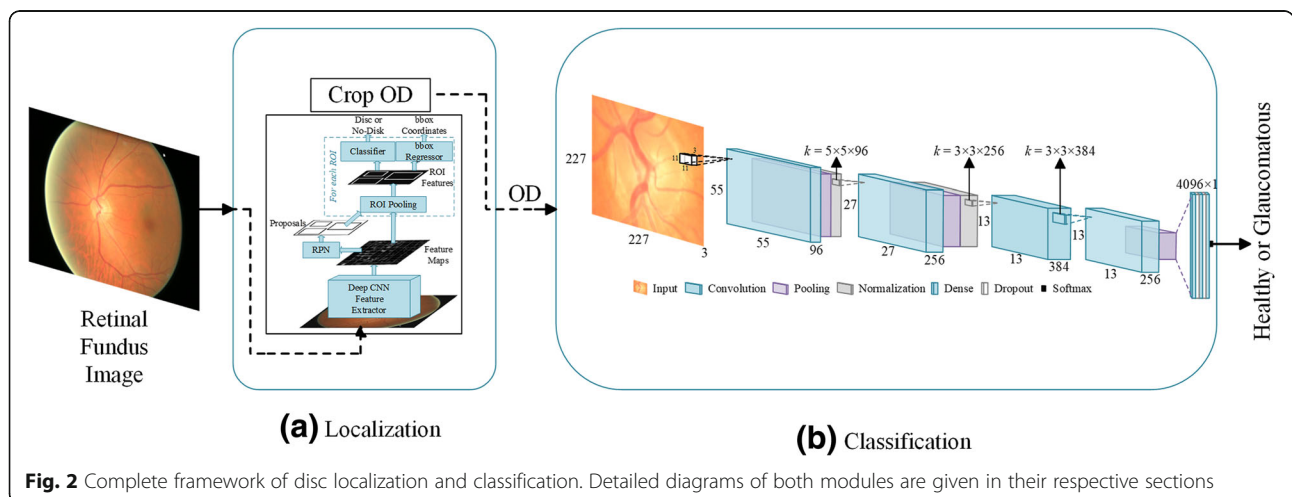 Retinal
Fundus
Image
Crop OD
Disc or
No-Disk
bbox
Coordinates
For each ROI
Classifier
bbox
Regressor
ROI
Features
ROI Pooling
Proposals
RPN
Feature
Maps
Deep CNN
Feature
Extractor
(a) Localization
OD
227
227
3
11
11
3
55
55
96
k = 5×5×96
27
27
256
k = 3×3×256
13
13
384
k = 3×3×384
13
13
256
4096×1
Input Convolution Pooling Normalization Dense Dropout Softmax
Healthy or Glaucomatous
(b) Classification
Fig. 2 Complete framework of disc localization and classification. Detailed diagrams of both modules are given in their respective sections